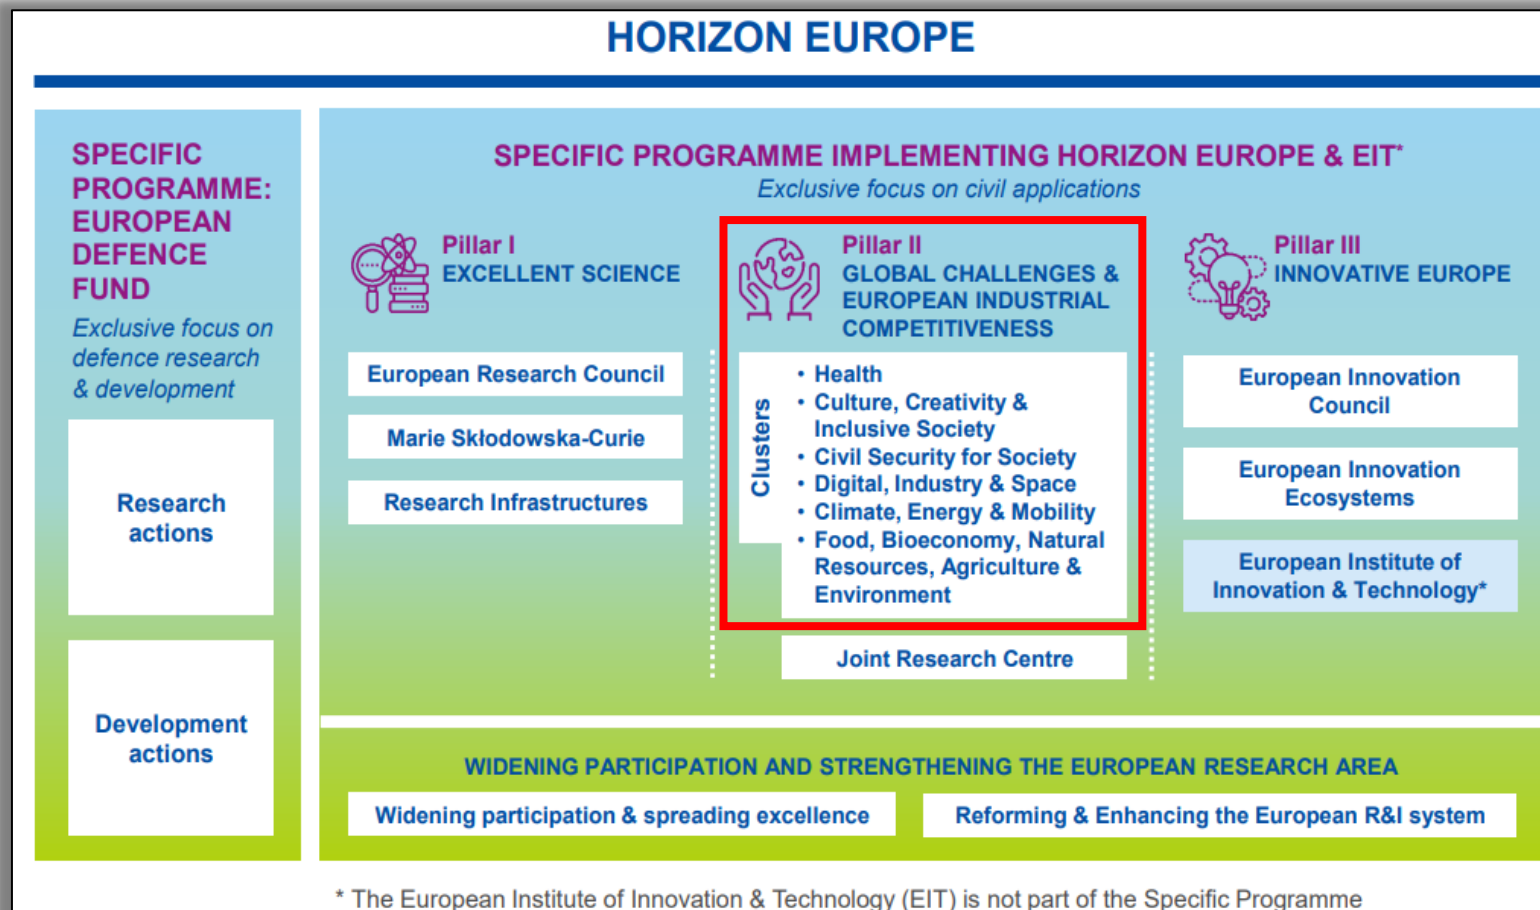 HORIZON EUROPE
SPECIFIC
PROGRAMME:
EUROPEAN
DEFENCE
FUND
Exclusive focus on
defence research
& development
Research
actions
Development
actions
SPECIFIC PROGRAMME IMPLEMENTING HORIZON EUROPE & EIT*
Exclusive focus on civil applications
Pillar I
EXCELLENT SCIENCE
European Research Council
Marie Skłodowska-Curie
Research Infrastructures
Pillar II
GLOBAL CHALLENGES &
EUROPEAN INDUSTRIAL
COMPETITIVENESS
Clusters
• Health
• Culture, Creativity &
Inclusive Society
• Civil Security for Society
• Digital, Industry & Space
• Climate, Energy & Mobility
• Food, Bioeconomy, Natural
Resources, Agriculture &
Environment
Joint Research Centre
Pillar III
INNOVATIVE EUROPE
European Innovation
Council
European Innovation
Ecosystems
European Institute of
Innovation & Technology*
WIDENING PARTICIPATION AND STRENGTHENING THE EUROPEAN RESEARCH AREA
Widening participation & spreading excellence
Reforming & Enhancing the European R&I system
* The European Institute of Innovation & Technology (EIT) is not part of the Specific Programme